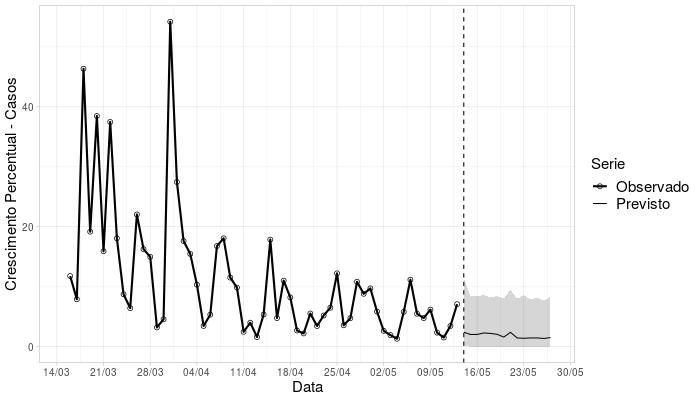 Crescimento Percentual - Casos
40
20
0
14/03 21/03 28/03 04/04 11/04 18/04 25/04 02/05 09/05 16/05 23/05 30/05
Data
Serie
Observado
Previsto